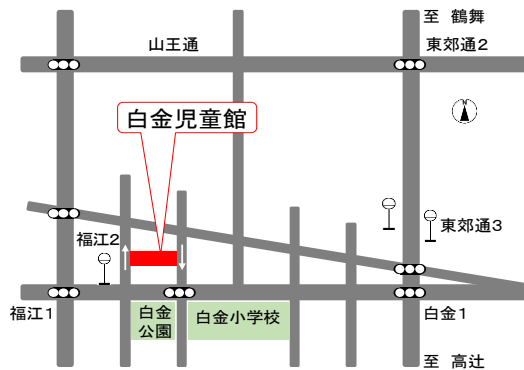 至 鶴舞
山王通
東郊通2
白金児童館
福江2
東郊通3
福江1
白金
公園
白金小学校
白金1
至 高辻